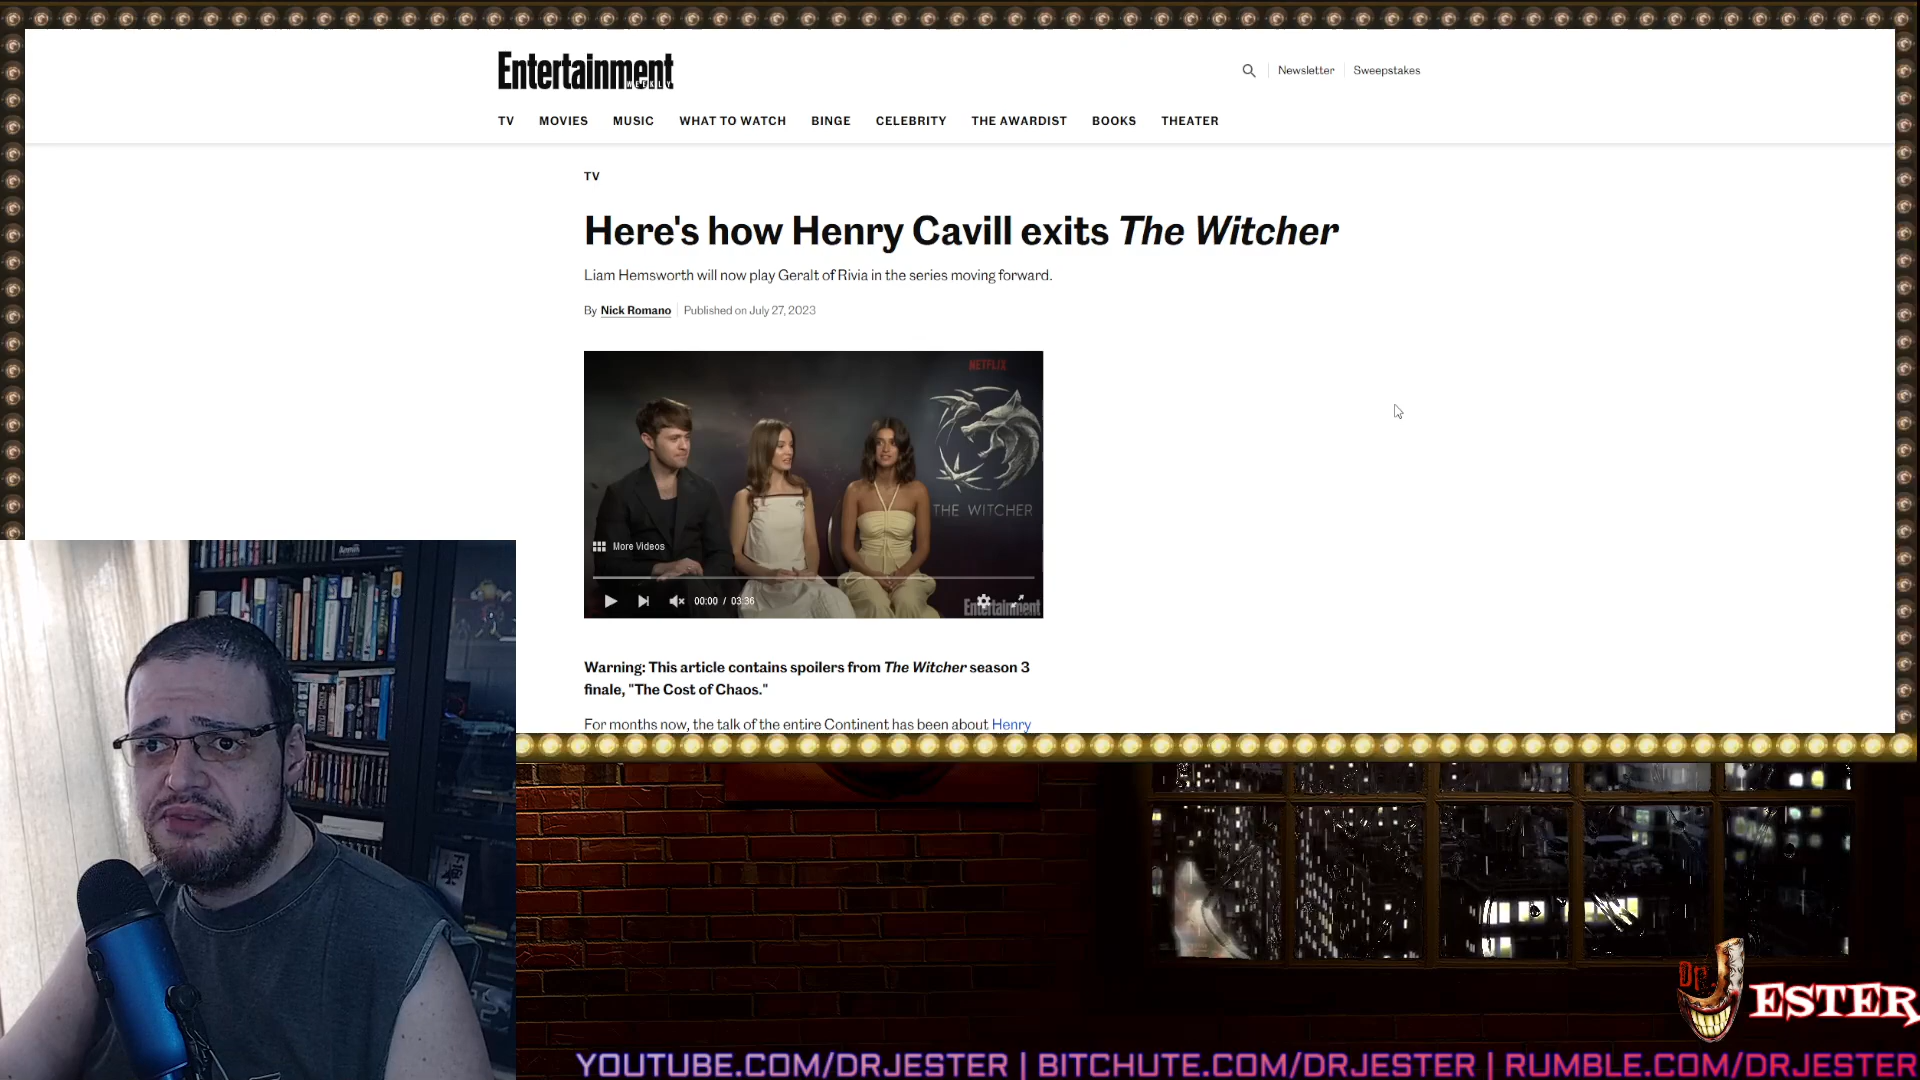 Entertainment
WEEKLY
Newsletter
Sweepstakes
TV MOVIES MUSIC WHAT TO WATCH BINGE CELEBRITY THE AWARDIST BOOKS THEATER
TV
Here's how Henry Cavill exits The Witcher
Liam Hemsworth will now play Geralt of Rivia in the series moving forward.
By Nick Romano Published on July 27, 2023
NETFLIX
THE WITCHER
More Videos
00:00 / 03:36
Entertainment
Warning: This article contains spoilers from The Witcher season 3
finale, "The Cost of Chaos."
For months now, the talk of the entire Continent has been about Henry
Dr. JESTER
YOUTUBE.COM/DRJESTER | BITCHUTE.COM/DRJESTER | RUMBLE.COM/DRJESTER